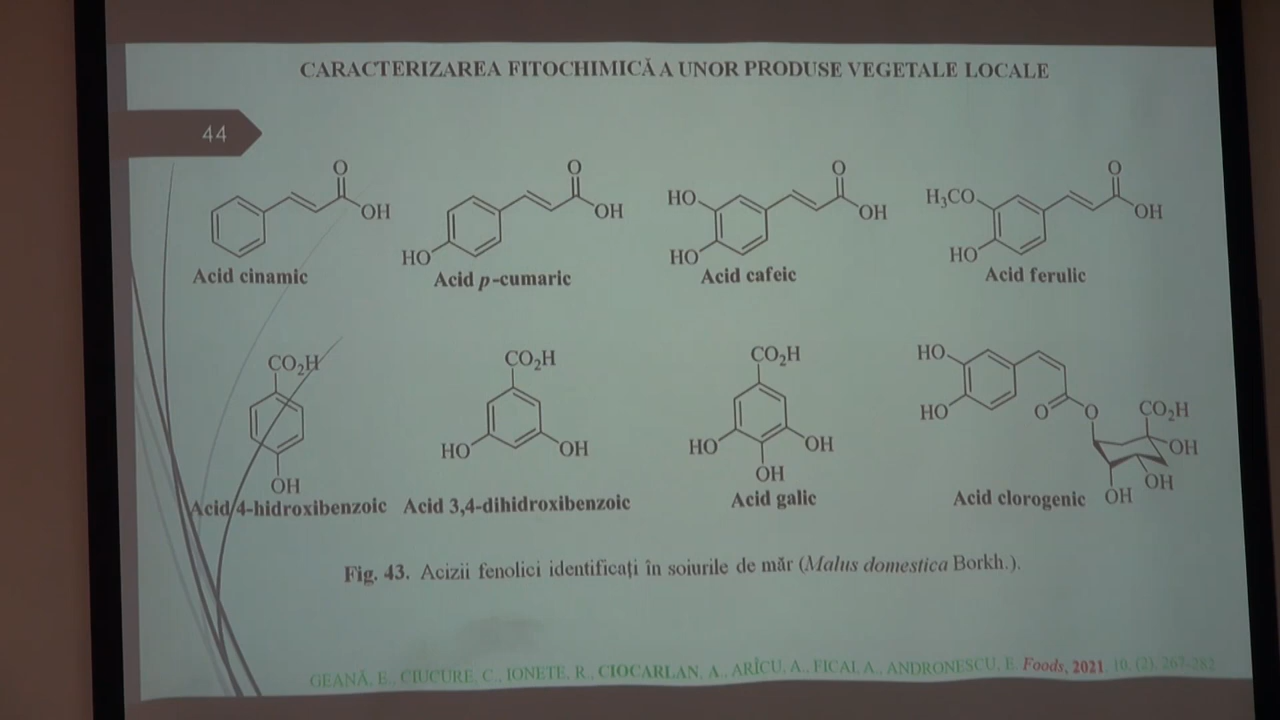 CARACTERIZAREA FITOCHIMICĂ A UNOR PRODUSE VEGETALE LOCALE
44
O
OH
Acid cinamic
O
OH
HO
Acid p-cumaric
O
HO
OH
HO
Acid cafeic
O
H₃CO
OH
HO
Acid ferulic
CO₂H
OH
Acid 4-hidroxibenzoic
CO₂H
HO
OH
Acid 3,4-dihidroxibenzoic
CO₂H
HO
OH
OH
Acid galic
HO
HO
O
O
CO₂H
OH
OH
OH
Acid clorogenic
Fig. 43. Acizii fenolici identificați în soiurile de măr (Malus domestica Borkh.).
GEANĂ, E., CIUCURE, C., IONETE, R., CIOCARLAN, A., ARÎCU, A., FICAI A., ANDRONESCU, E. Foods, 2021, 10, (2), 267-282